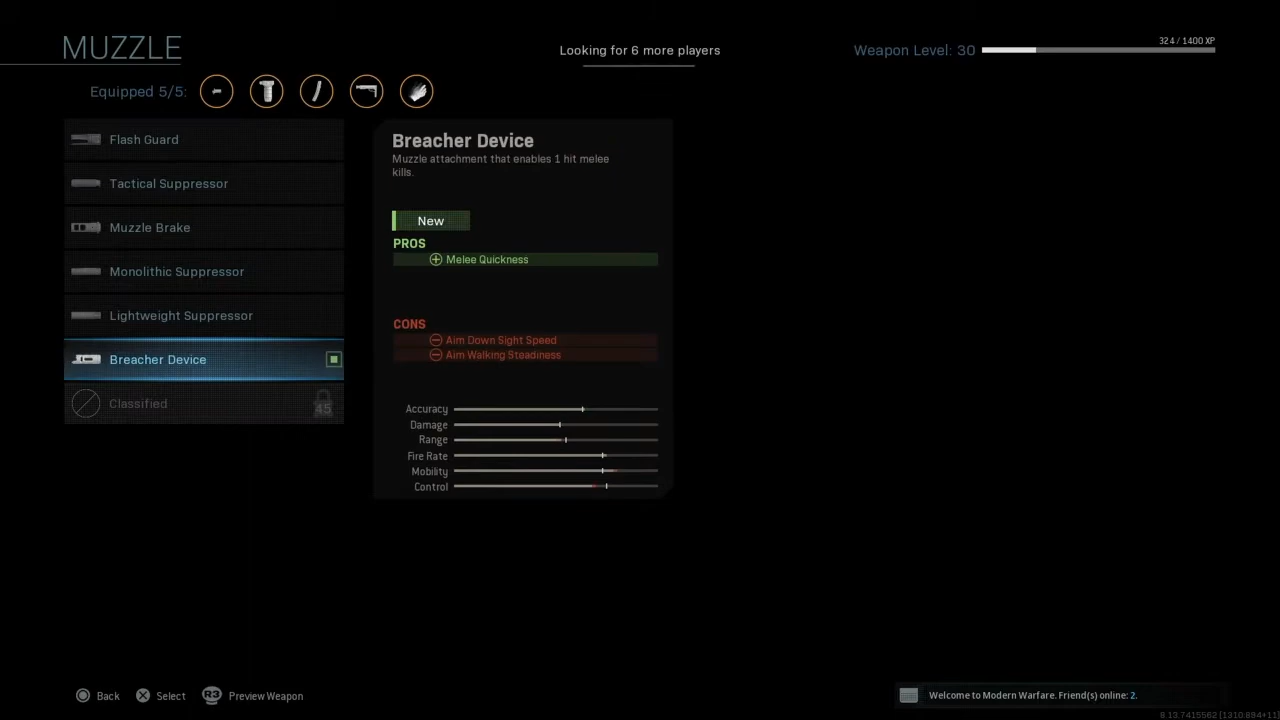 MUZZLE
Looking for 6 more players
Weapon Level: 30
324 / 1400 XP
Equipped 5/5:
Flash Guard
Tactical Suppressor
Muzzle Brake
Monolithic Suppressor
Lightweight Suppressor
Breacher Device
Classified
45
Breacher Device
Muzzle attachment that enables 1 hit melee
kills.
New
PROS
Melee Quickness
CONS
Aim Down Sight Speed
Aim Walking Steadiness
Accuracy
Damage
Range
Fire Rate
Mobility
Control
Back
Select
R3 Preview Weapon
Welcome to Modern Warfare. Friend(s) online: 2.